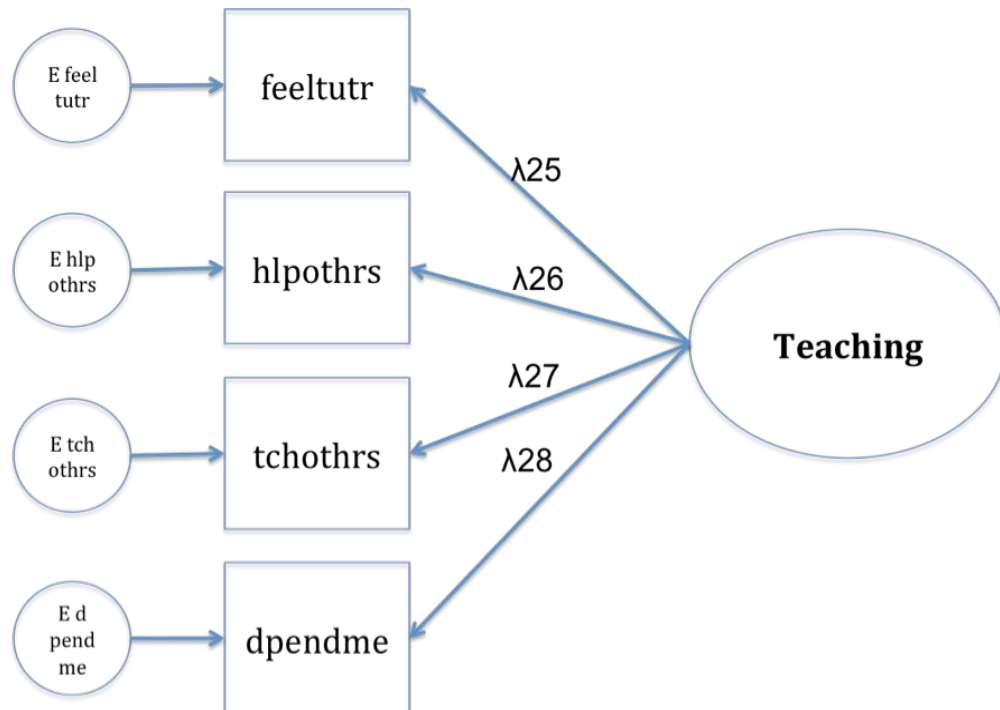 E feel
tutr
feeltutr
λ25
E hlp
othrs
hlpothrs
λ26
Teaching
λ27
E tch
othrs
tchothrs
λ28
E d
pend
me
dpendme